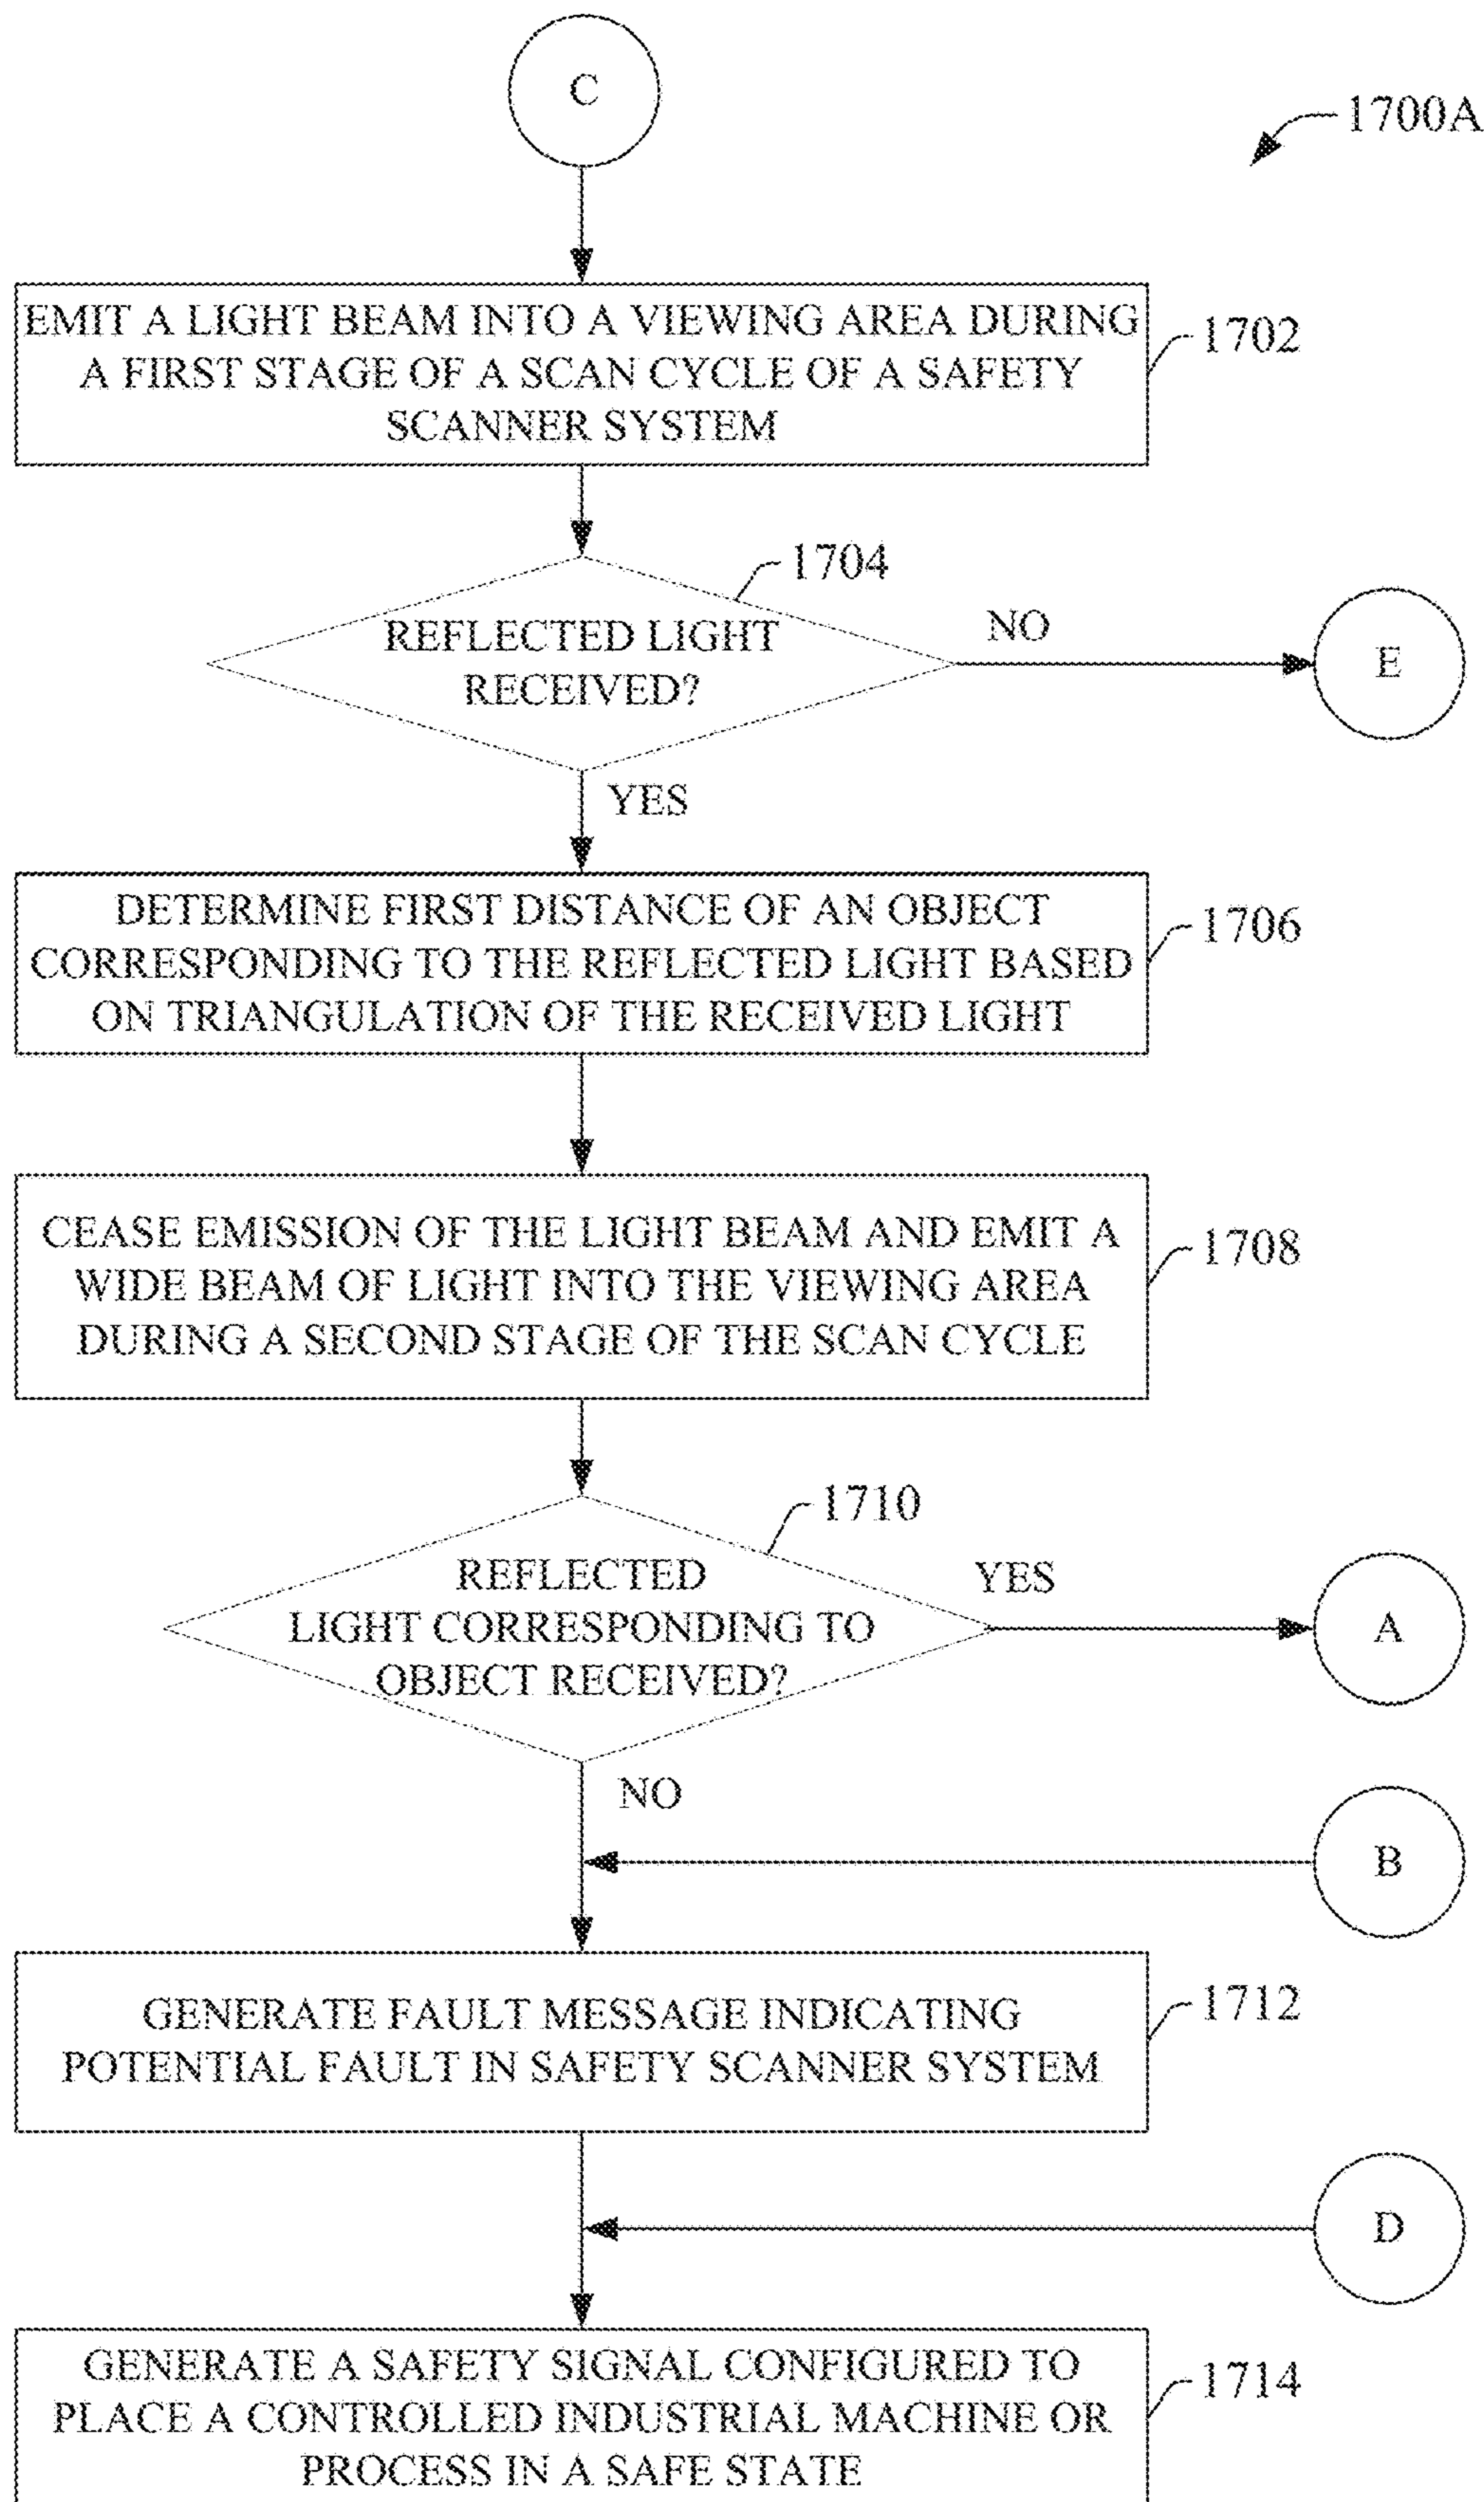 C
1700A
EMIT A LIGHT BEAM INTO A VIEWING AREA DURING
A FIRST STAGE OF A SCAN CYCLE OF A SAFETY
SCANNER SYSTEM
1702
1704
REFLECTED LIGHT
RECEIVED?
NO
E
YES
DETERMINE FIRST DISTANCE OF AN OBJECT
CORRESPONDING TO THE REFLECTED LIGHT BASED
ON TRIANGULATION OF THE RECEIVED LIGHT
1706
CEASE EMISSION OF THE LIGHT BEAM AND EMIT A
WIDE BEAM OF LIGHT INTO THE VIEWING AREA
DURING A SECOND STAGE OF THE SCAN CYCLE
1708
1710
REFLECTED
LIGHT CORRESPONDING TO
OBJECT RECEIVED?
YES
A
NO
B
GENERATE FAULT MESSAGE INDICATING
POTENTIAL FAULT IN SAFETY SCANNER SYSTEM
1712
D
GENERATE A SAFETY SIGNAL CONFIGURED TO
PLACE A CONTROLLED INDUSTRIAL MACHINE OR
PROCESS IN A SAFE STATE
1714